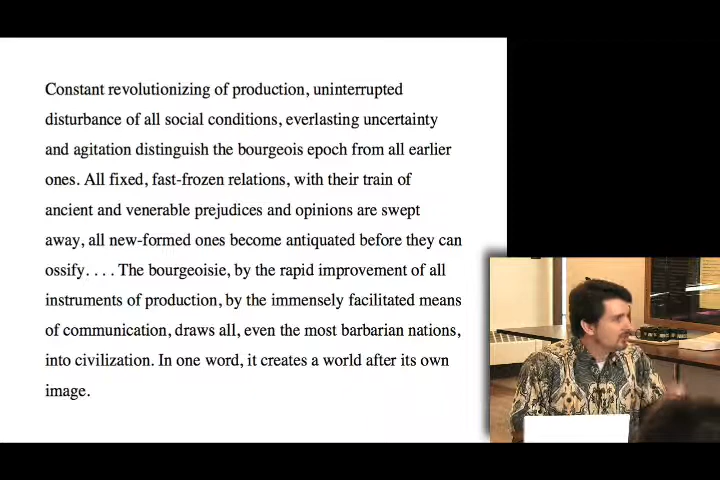 Constant revolutionizing of production, uninterrupted
disturbance of all social conditions, everlasting uncertainty
and agitation distinguish the bourgeois epoch from all earlier
ones. All fixed, fast-frozen relations, with their train of
ancient and venerable prejudices and opinions are swept
away, all new-formed ones become antiquated before they can
ossify. . . . The bourgeoisie, by the rapid improvement of all
instruments of production, by the immensely facilitated means
of communication, draws all, even the most barbarian nations,
into civilization. In one word, it creates a world after its own
image.